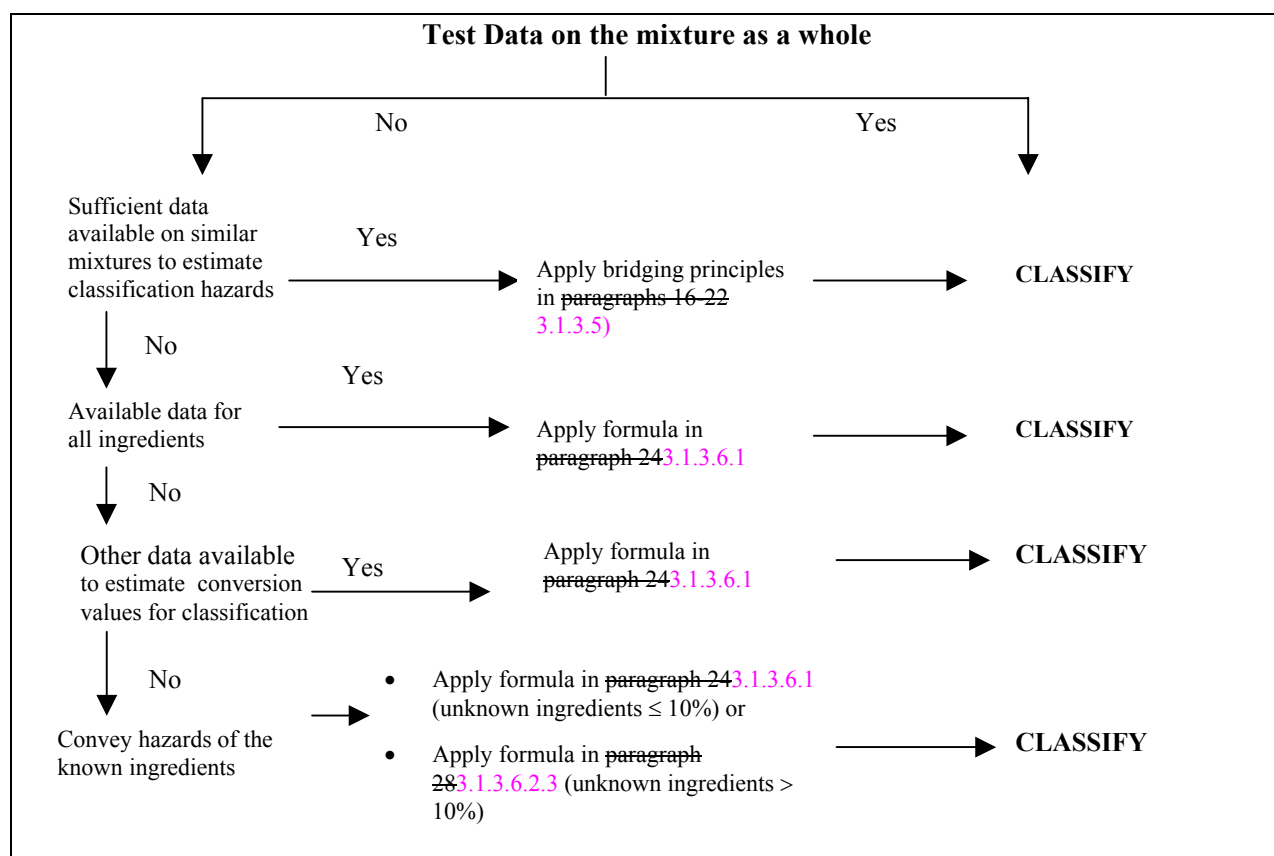 Test Data on the mixture as a whole
No
Yes
Sufficient data
available on similar
mixtures to estimate
classification hazards
Yes
Apply bridging principles
in paragraphs 16-22
3.1.3.5)
CLASSIFY
No
Available data for
all ingredients
Yes
Apply formula in
paragraph 243.1.3.6.1
CLASSIFY
No
Other data available
to estimate conversion
values for classification
Yes
Apply formula in
paragraph 243.1.3.6.1
CLASSIFY
No
Convey hazards of the
known ingredients
• Apply formula in paragraph 243.1.3.6.1
(unknown ingredients ≤ 10%) or
• Apply formula in paragraph
283.1.3.6.2.3 (unknown ingredients >
10%)
CLASSIFY